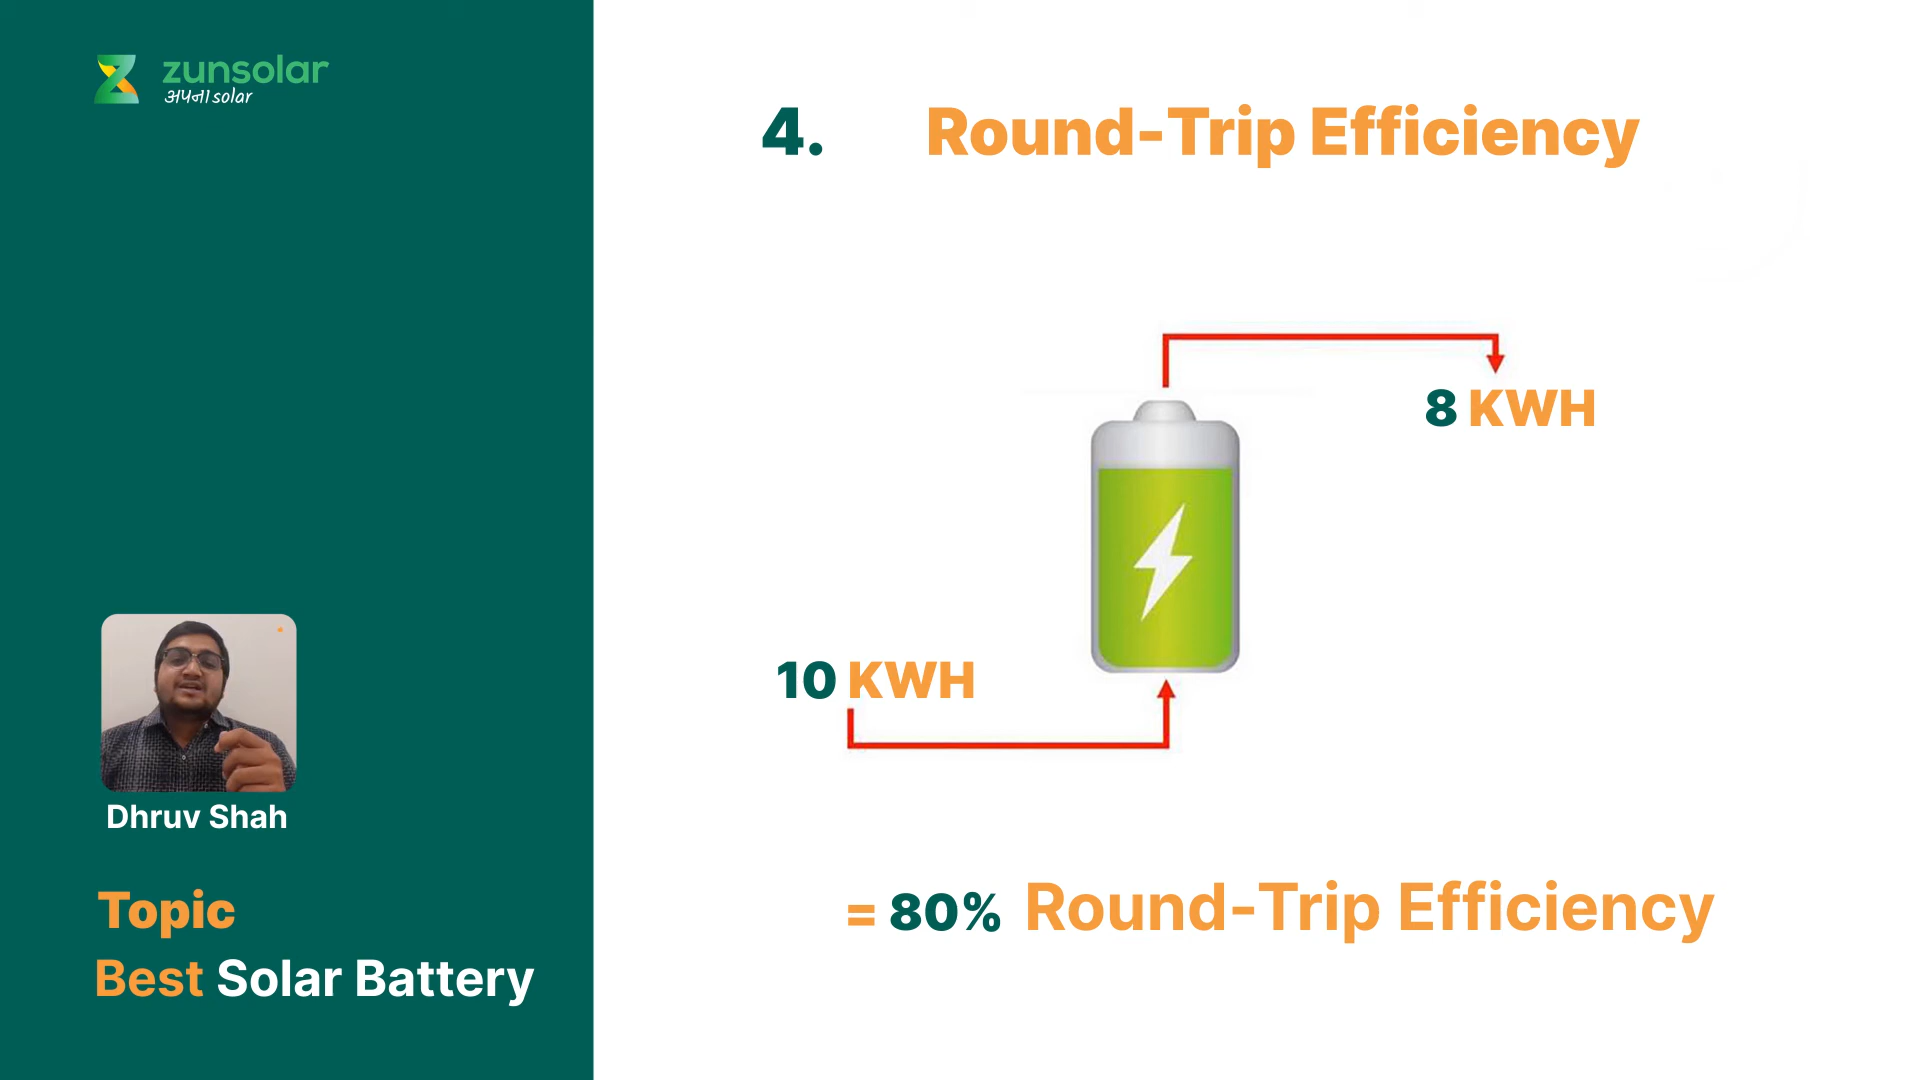 zunsolar
अपना solar
4. Round-Trip Efficiency
8 KWH
10 KWH
= 80% Round-Trip Efficiency
Dhruv Shah
Topic
Best Solar Battery